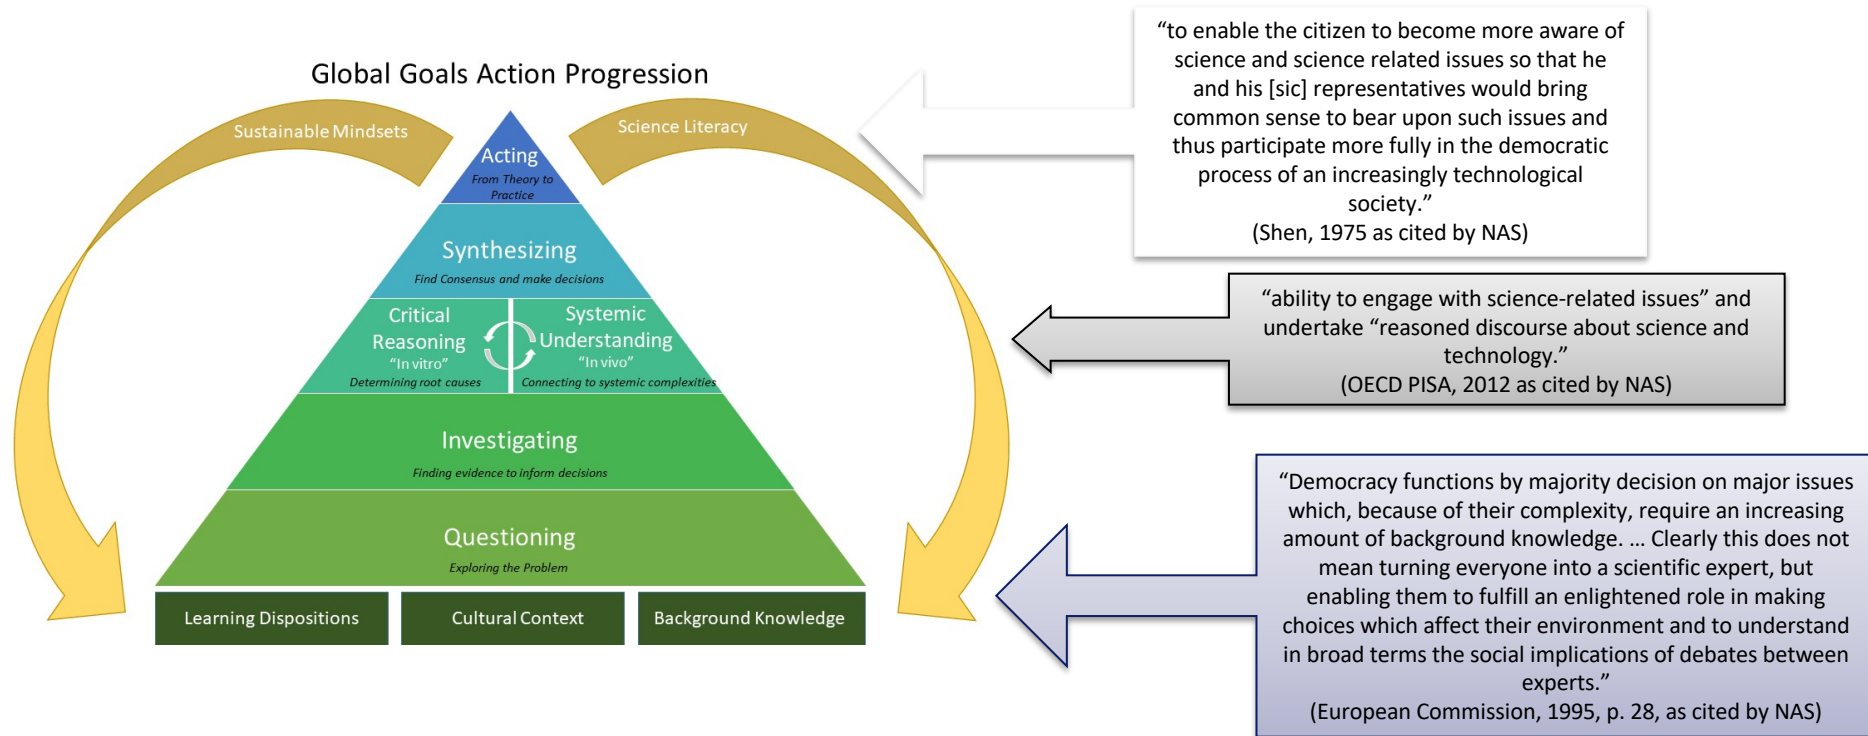 Global Goals Action Progression
Sustainable Mindsets
Science Literacy
Acting
From Theory to
Practice
Synthesizing
Find Consensus and make decisions
Critical
Reasoning
“In vitro”
Determining root causes
Systemic
Understanding
“In vivo”
Connecting to systemic complexities
Investigating
Finding evidence to inform decisions
Questioning
Exploring the Problem
Learning Dispositions
Cultural Context
Background Knowledge
“to enable the citizen to become more aware of
science and science related issues so that he
and his [sic] representatives would bring
common sense to bear upon such issues and
thus participate more fully in the democratic
process of an increasingly technological
society.”
(Shen, 1975 as cited by NAS)
“ability to engage with science-related issues” and
undertake “reasoned discourse about science and
technology.”
(OECD PISA, 2012 as cited by NAS)
“Democracy functions by majority decision on major issues
which, because of their complexity, require an increasing
amount of background knowledge. … Clearly this does not
mean turning everyone into a scientific expert, but
enabling them to fulfill an enlightened role in making
choices which affect their environment and to understand
in broad terms the social implications of debates between
experts.”
(European Commission, 1995, p. 28, as cited by NAS)